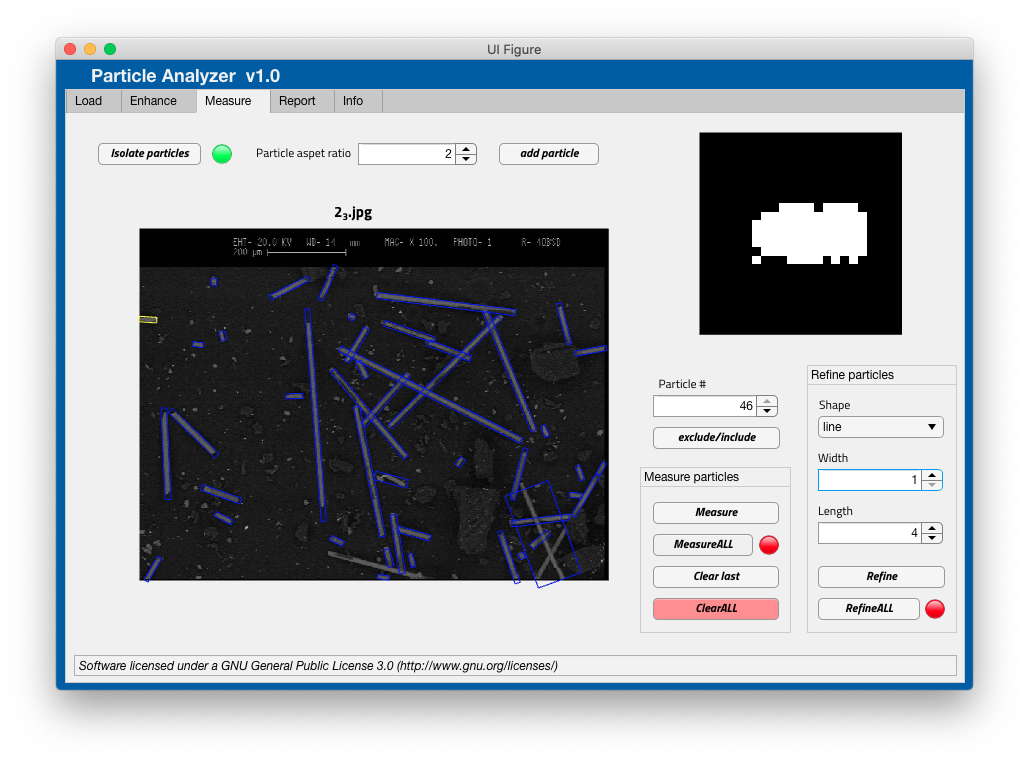 UI Figure
Particle Analyzer v1.0
Load Enhance Measure Report Info
Isolate particles Particle aspet ratio 2 add particle
2₃.jpg
EHT- 20.0 KV WD- 14 mm MAG- X 100. PHOTO- 1
200 µm
Particle #
46
exclude/include
Measure particles
Measure
MeasureALL
Clear last
ClearALL
Refine particles
Shape
line
Width
1
Length
4
Refine
RefineALL
Software licensed under a GNU General Public License 3.0 (http://www.gnu.org/licenses/)